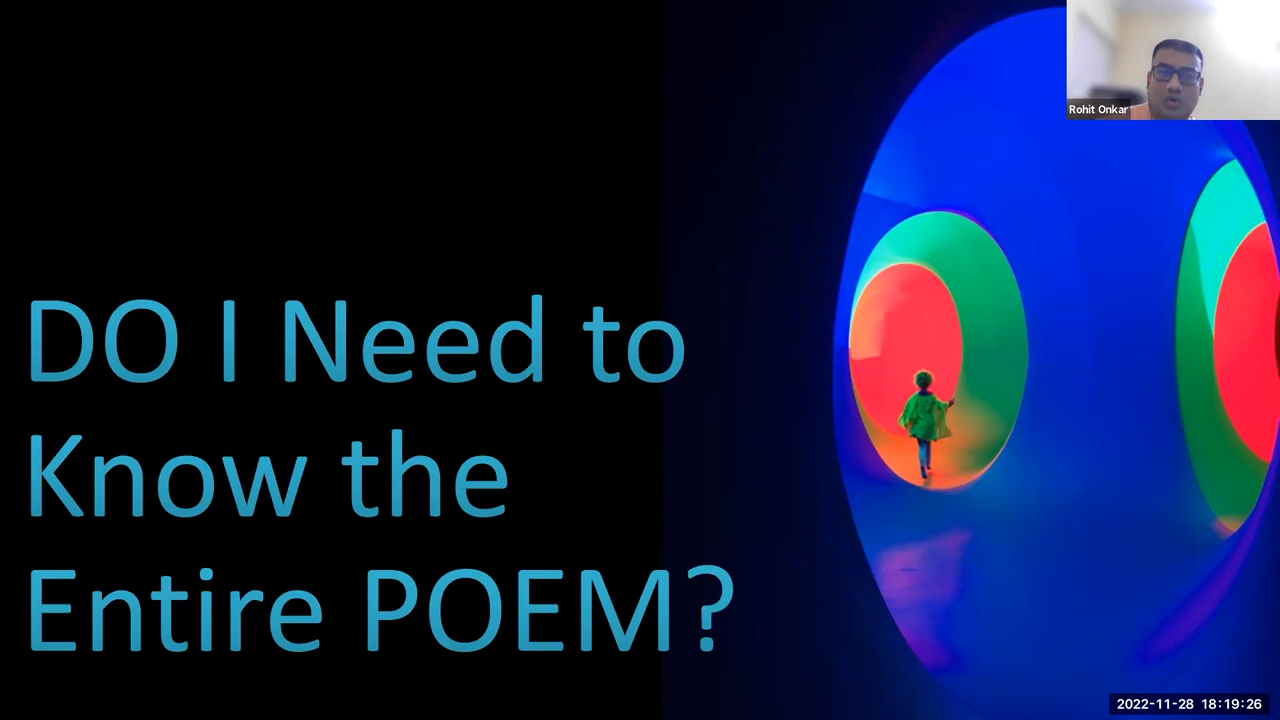 Rohit Onkar
DO I Need to
Know the
Entire POEM?
2022-11-28 18:19:26